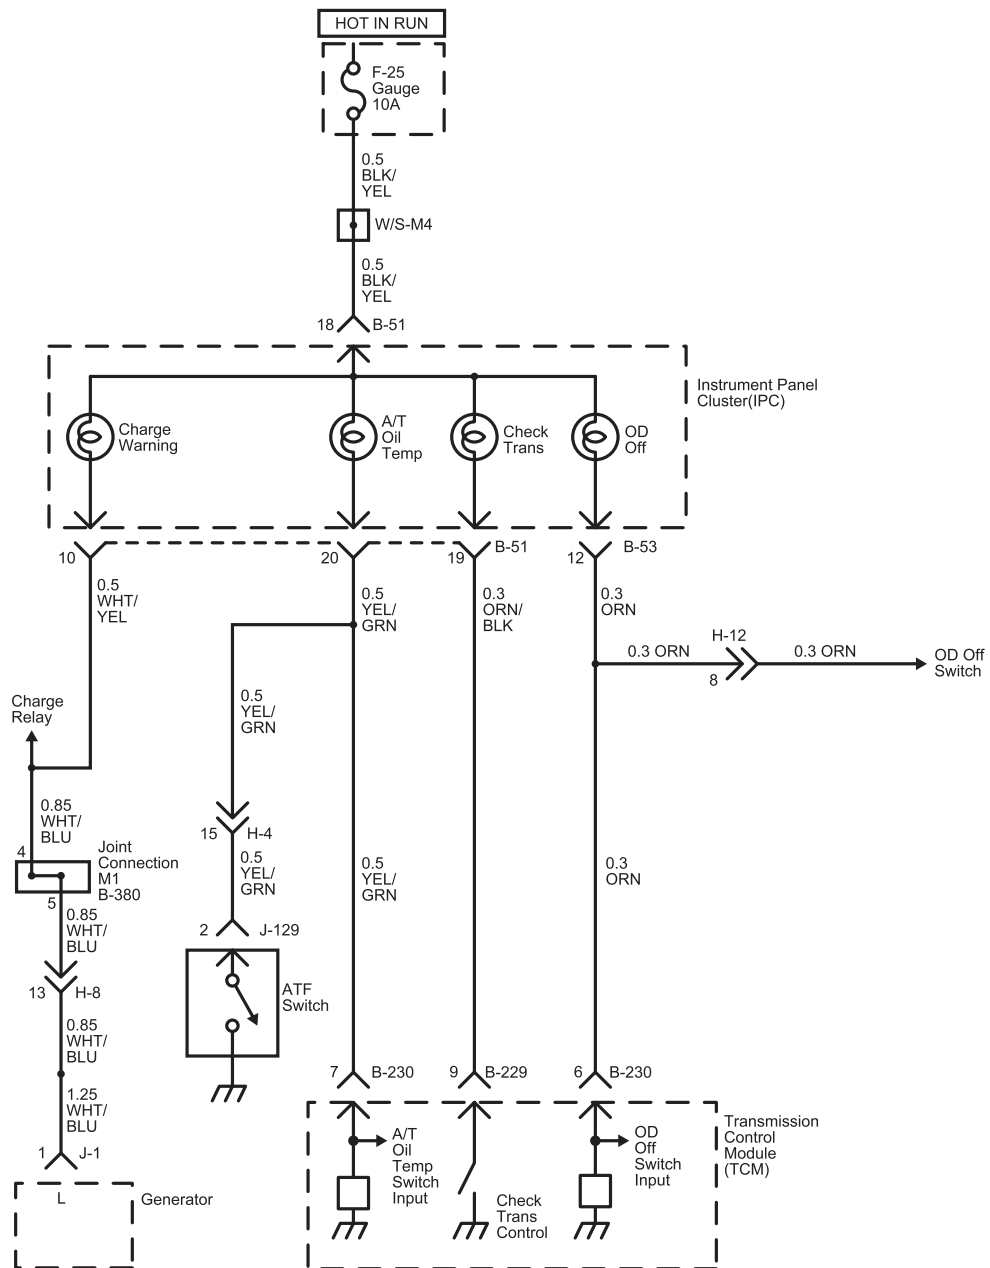 HOT IN RUN
F-25
Gauge
10A
0.5
BLK/
YEL
W/S-M4
0.5
BLK/
YEL
18
B-51
Instrument Panel
Cluster(IPC)
Charge
Warning
A/T
Oil
Temp
Check
Trans
OD
Off
10
20
19
B-51
12
B-53
0.5
WHT/
YEL
0.5
YEL/
GRN
0.3
ORN/
BLK
0.3
ORN
H-12
0.3 ORN
8
0.3 ORN
OD Off
Switch
Charge
Relay
0.5
YEL/
GRN
0.85
WHT/
BLU
4
Joint
Connection
M1
B-380
5
15
H-4
0.5
YEL/
GRN
0.5
YEL/
GRN
0.3
ORN
0.85
WHT/
BLU
2
J-129
13
H-8
ATF
Switch
0.85
WHT/
BLU
7
B-230
9
B-229
6
B-230
1.25
WHT/
BLU
1
J-1
L
Generator
A/T
Oil
Temp
Switch
Input
Check
Trans
Control
OD
Off
Switch
Input
Transmission
Control
Module
(TCM)